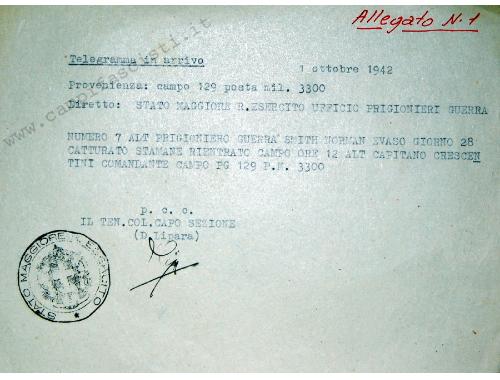 Allegato N.1
Telegramma in arrivo
1 ottobre 1942
Provenienza: campo 129 posta mil. 3300
Diretto: STATO MAGGIORE R.ESERCITO UFFICIO PRIGIONIERI GUERRA
NUMERO 7 ALT PRIGIONIERO GUERRA SMITH NORMAN EVASO GIORNO 28
CATTURATO STAMANE RIENTRATO CAMPO ORE 12 ALT CAPITANO CRESCEN
TINI COMANDANTE CAMPO PG 129 P.M. 3300
p. c. c.
IL TEN.COL.CAPO SEZIONE
(D.Lipara)
STATO MAGGIORE R. ESERCITO
www.campifascisti.it